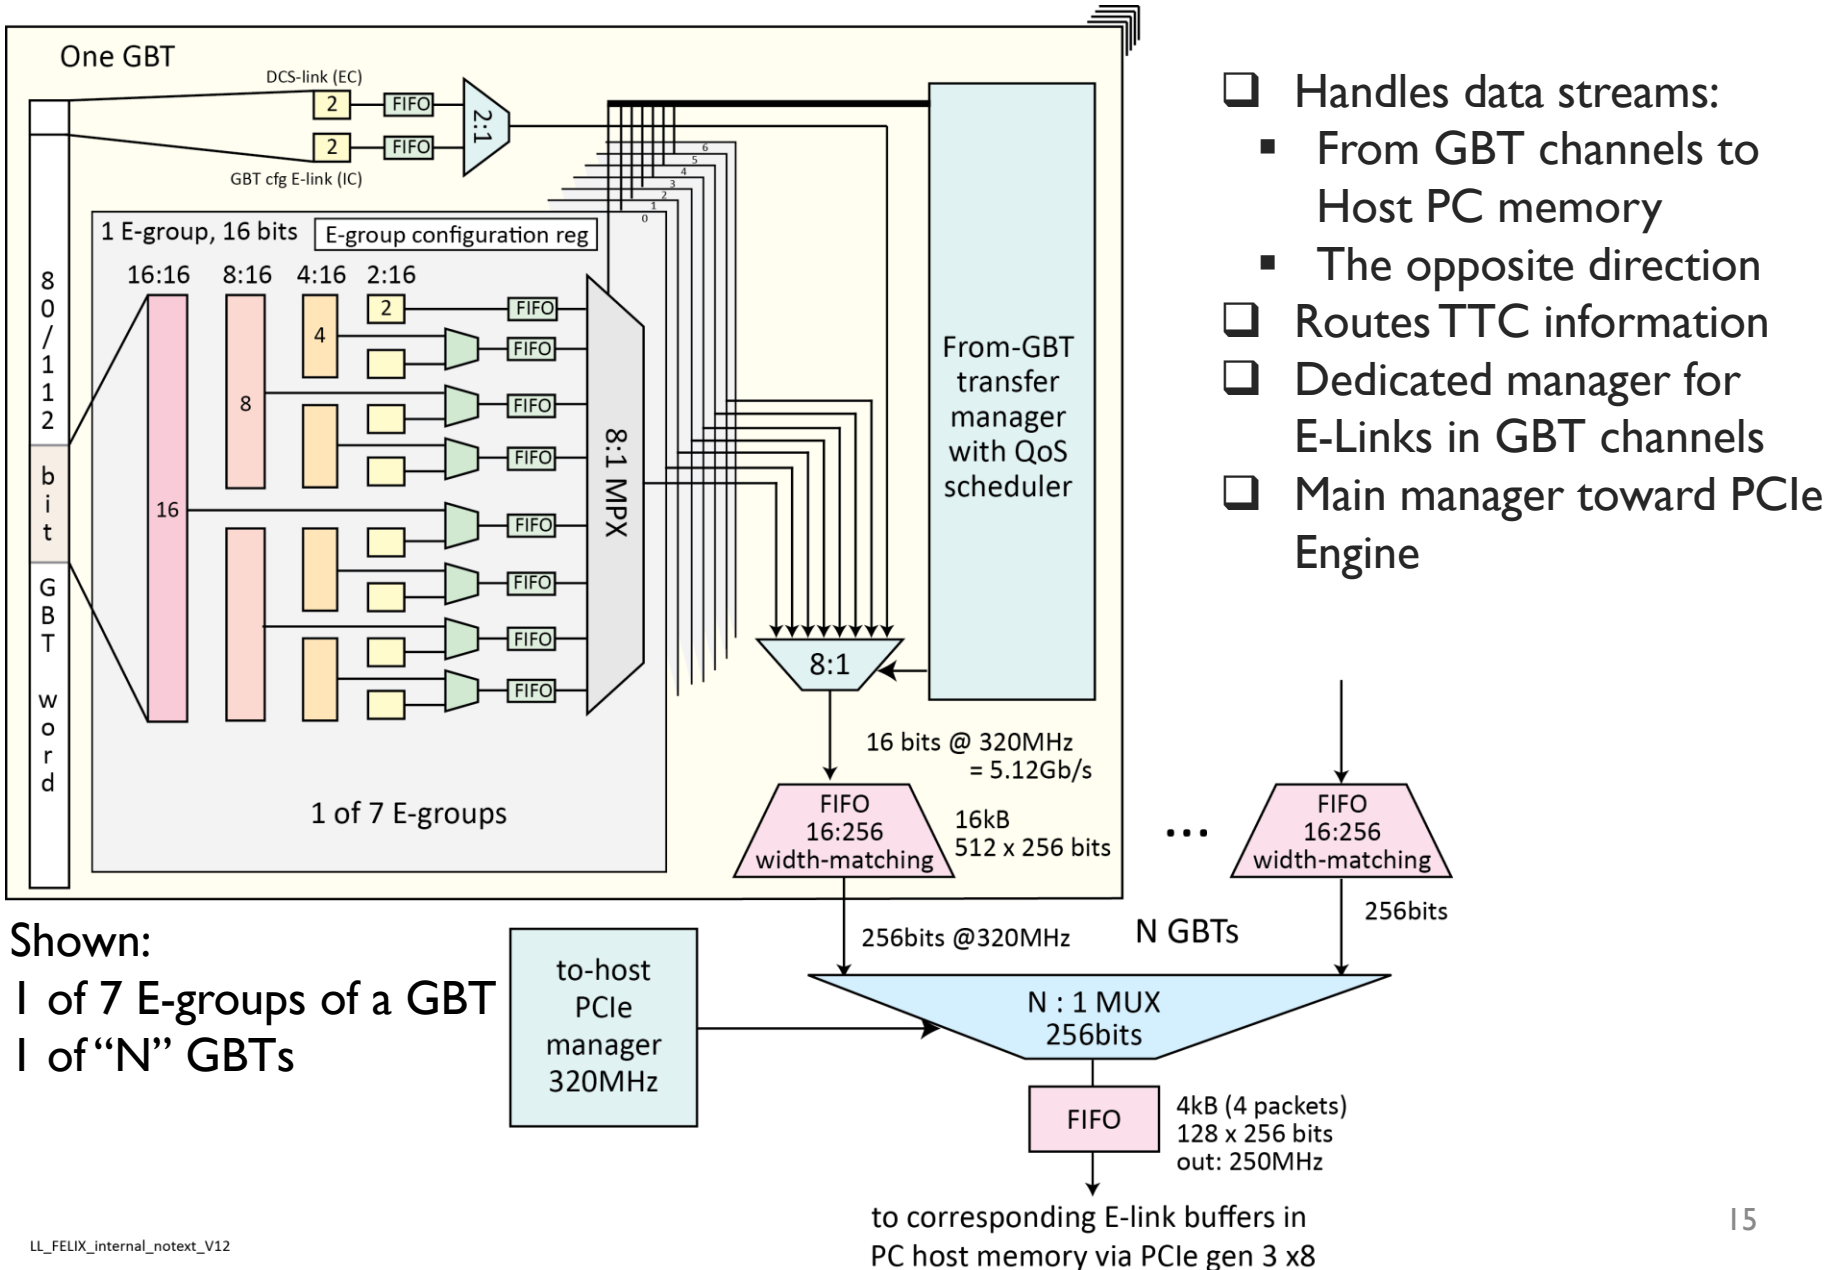 One GBT
DCS-link (EC)
2
FIFO
2:1
2
FIFO
GBT cfg E-link (IC)
80/112
bit
GBT
word
6
5
4
3
2
1
0
1 E-group, 16 bits
E-group configuration reg
16:16
8:16
4:16
2:16
2
FIFO
4
FIFO
8
FIFO
FIFO
16
FIFO
FIFO
FIFO
FIFO
8:1 MPX
1 of 7 E-groups
From-GBT
transfer
manager
with QoS
scheduler
8:1
16 bits @ 320MHz
= 5.12Gb/s
FIFO
16:256
width-matching
16kB
512 x 256 bits
...
FIFO
16:256
width-matching
256bits @320MHz
N GBTs
256bits
to-host
PCIe
manager
320MHz
N : 1 MUX
256bits
FIFO
4kB (4 packets)
128 x 256 bits
out: 250MHz
to corresponding E-link buffers in
PC host memory via PCIe gen 3 x8
Shown:
1 of 7 E-groups of a GBT
1 of “N” GBTs
❑ Handles data streams:
▪ From GBT channels to
Host PC memory
▪ The opposite direction
❑ Routes TTC information
❑ Dedicated manager for
E-Links in GBT channels
❑ Main manager toward PCIe
Engine
LL_FELIX_internal_notext_V12
15